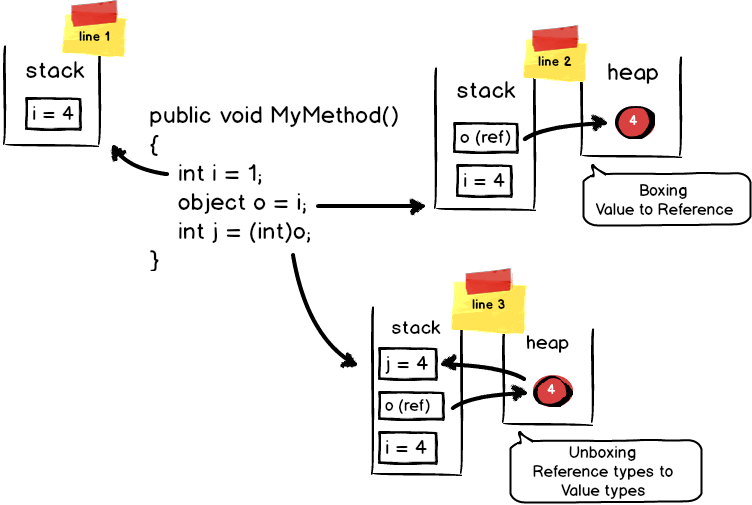 line 1
stack
i = 4
public void MyMethod()
{
int i = 1;
object o = i;
int j = (int)o;
}
line 2
stack
heap
o (ref)
4
i = 4
Boxing
Value to Reference
line 3
stack
heap
j = 4
o (ref)
4
i = 4
Unboxing
Reference types to
Value types